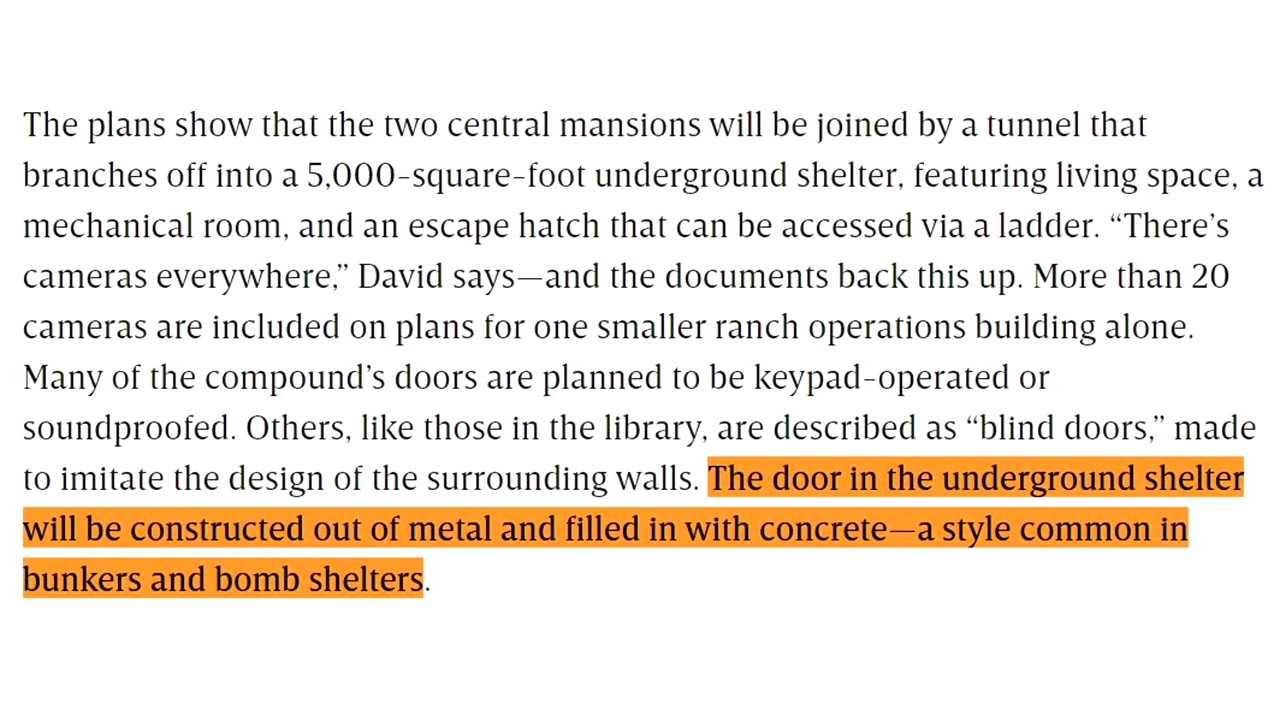 The plans show that the two central mansions will be joined by a tunnel that
branches off into a 5,000-square-foot underground shelter, featuring living space, a
mechanical room, and an escape hatch that can be accessed via a ladder. “There’s
cameras everywhere,” David says—and the documents back this up. More than 20
cameras are included on plans for one smaller ranch operations building alone.
Many of the compound’s doors are planned to be keypad-operated or
soundproofed. Others, like those in the library, are described as “blind doors,” made
to imitate the design of the surrounding walls. The door in the underground shelter
will be constructed out of metal and filled in with concrete—a style common in
bunkers and bomb shelters.